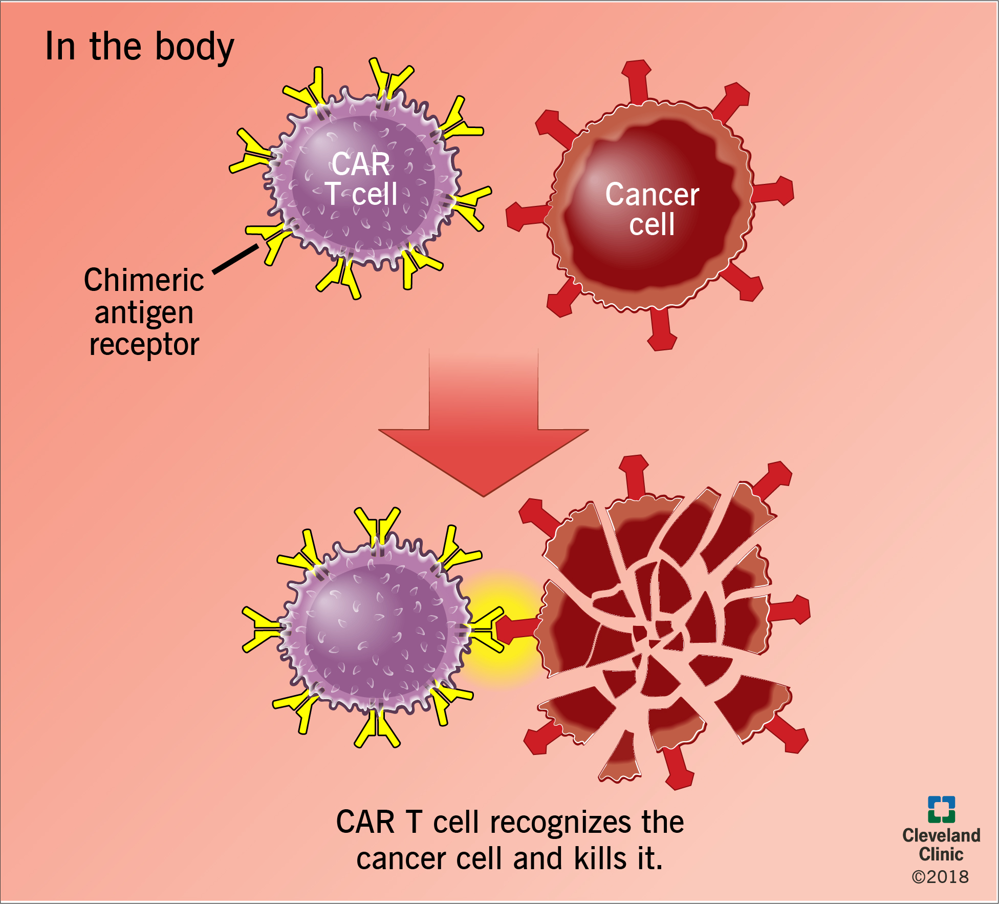 In the body
CAR
T cell
Cancer
cell
Chimeric
antigen
receptor
CAR T cell recognizes the
cancer cell and kills it.
Cleveland
Clinic
©2018